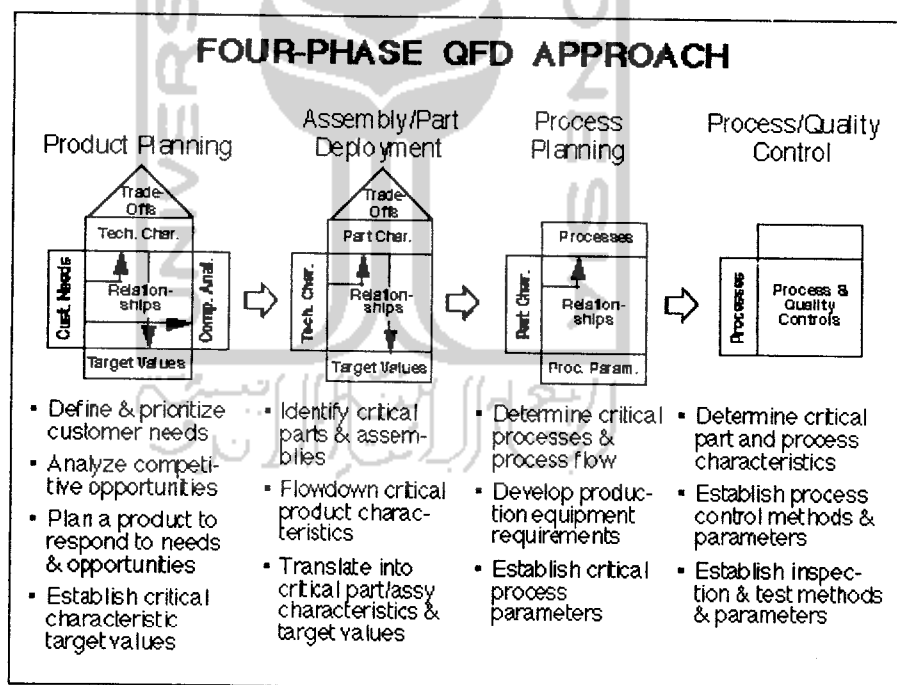 FOUR-PHASE QFD APPROACH
Product Planning
Trade-
Offs
Tech. Char.
Cust. Needs
Relation-
ships
Comp. Anal.
Target Values
Assembly/Part
Deployment
Trade-
Offs
Part Char.
Tech. Char.
Relation-
ships
Target Values
Process
Planning
Processes
Part Char.
Relation-
ships
Proc. Param.
Process/Quality
Control
Processes
Process &
Quality
Controls
▪ Define & prioritize
customer needs
▪ Analyze competi-
tive opportunities
▪ Plan a product to
respond to needs
& opportunities
▪ Establish critical
characteristic
target values
▪ Identify critical
parts & assem-
blies
▪ Flowdown critical
product charac-
teristics
▪ Translate into
critical part/assy
characteristics &
target values
▪ Determine critical
processes &
process flow
▪ Develop produc-
tion equipment
requirements
▪ Establish critical
process
parameters
▪ Determine critical
part and process
characteristics
▪ Establish process
control methods &
parameters
▪ Establish inspec-
tion & test methods
& parameters